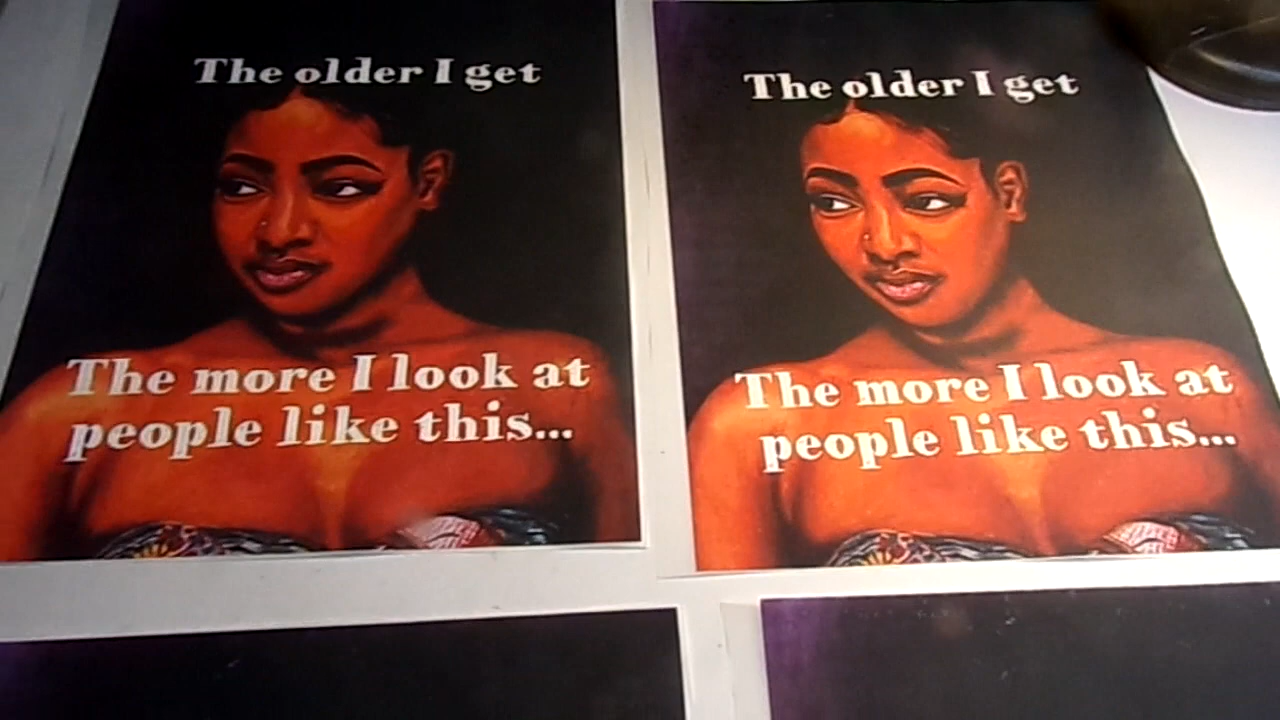 The older I get
The more I look at
people like this...
The older I get
The more I look at
people like this...